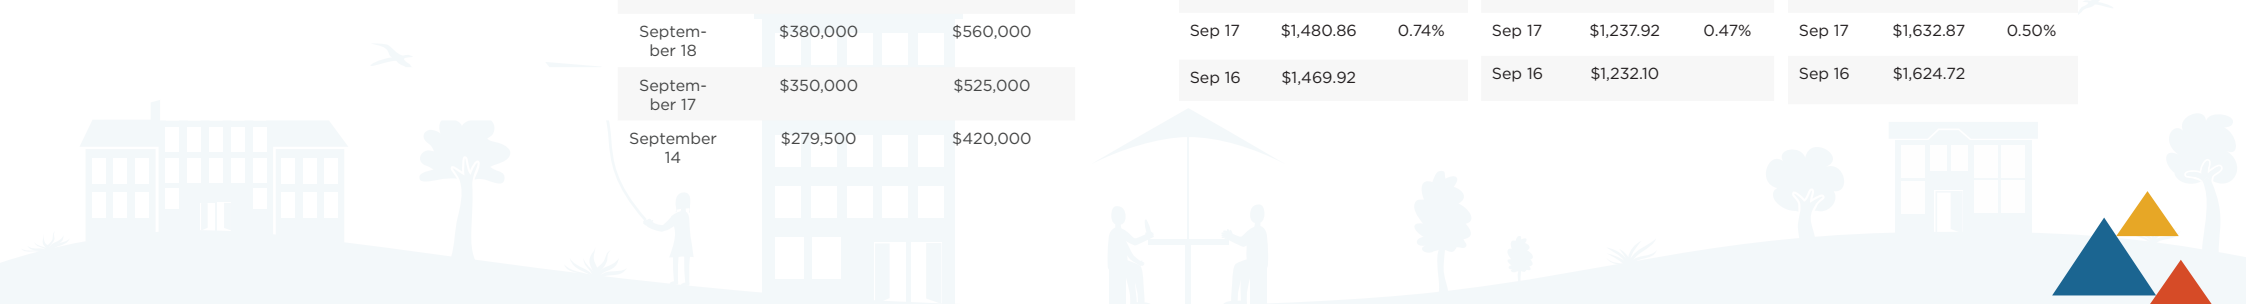 Septem-
ber 18 $380,000 $560,000
Septem-
ber 17 $350,000 $525,000
September
14 $279,500 $420,000
Sep 17 $1,480.86 0.74%
Sep 16 $1,469.92
Sep 17 $1,237.92 0.47%
Sep 16 $1,232.10
Sep 17 $1,632.87 0.50%
Sep 16 $1,624.72